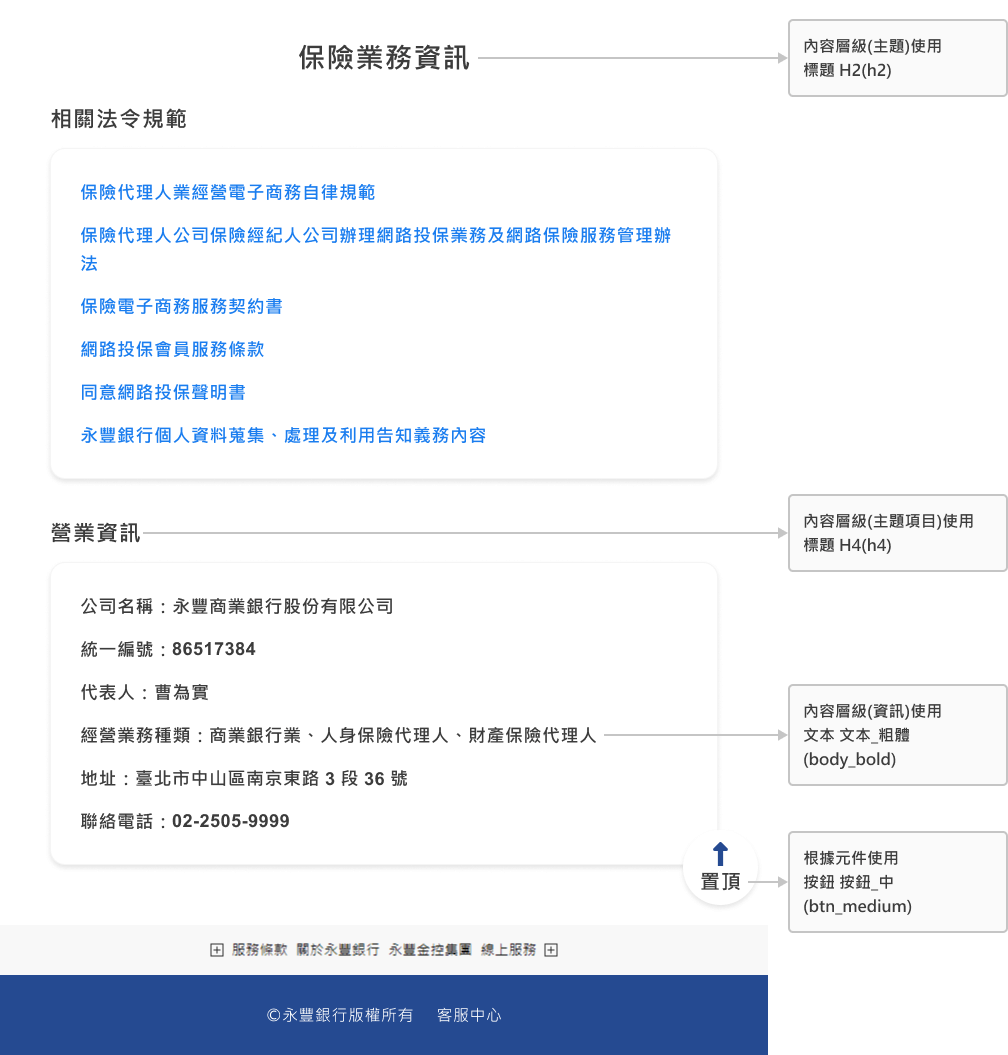 保險業務資訊
內容層級(主題)使用
標題 H2(h2)
相關法令規範
保險代理人業經營電子商務自律規範
保險代理人公司保險經紀人公司辦理網路投保業務及網路保險服務管理辦
法
保險電子商務服務契約書
網路投保會員服務條款
同意網路投保聲明書
永豐銀行個人資料蒐集、處理及利用告知義務內容
營業資訊
內容層級(主題項目)使用
標題 H4(h4)
公司名稱：永豐商業銀行股份有限公司
統一編號：86517384
代表人：曹為實
經營業務種類：商業銀行業、人身保險代理人、財產保險代理人
地址：臺北市中山區南京東路 3 段 36 號
聯絡電話：02-2505-9999
內容層級(資訊)使用
文本 文本_粗體
(body_bold)
置頂
根據元件使用
按鈕 按鈕_中
(btn_medium)
服務條款 關於永豐銀行 永豐金控集團 線上服務
©永豐銀行版權所有 客服中心